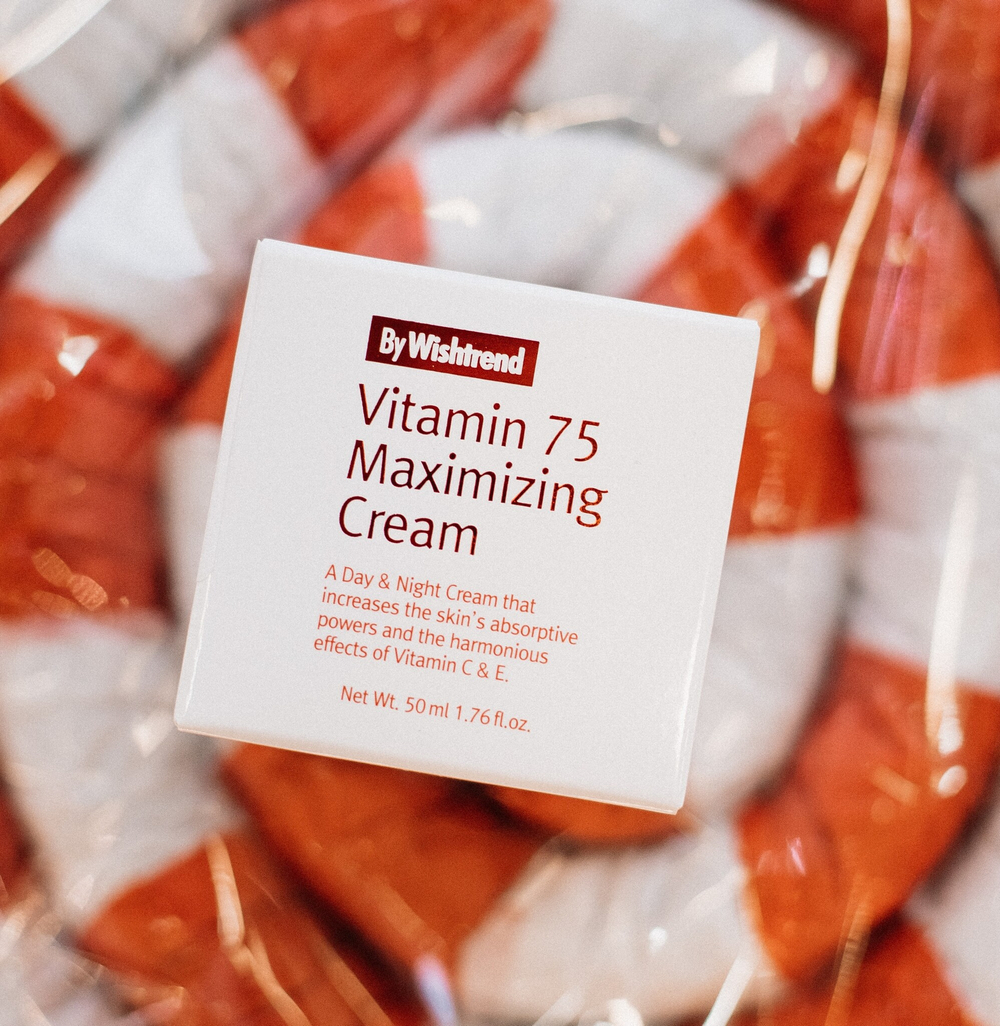 By Wishtrend
Vitamin 75
Maximizing
Cream
A Day & Night Cream that
increases the skin's absorptive
powers and the harmonious
effects of Vitamin C & E.
Net Wt. 50 ml 1.76 fl.oz.